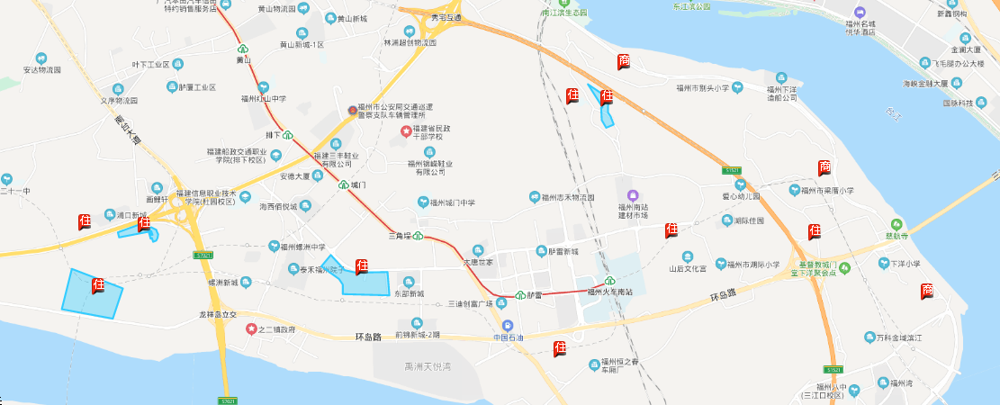 特约销售服务店
黄山物流园
黄山新城
秀宅互通
南江滨生态园
东江滨公园
福州名城
悦华酒店
新鑫钢构
林浦超创物流园
黄山新城-1区
黄山
叶下工业区
安达物流园
胪厦工业区
义序物流园
福州红山中学
金澜大厦
飞毛腿办公大楼
海峡金融大厦
国脉科技
商
住
住
福州市别头小学
福州下洋
造船公司
台江
南台大道
福州市公安局交通巡逻
警察支队车辆管理所
福建省民政
干部学校
排下
福建船政交通职业
学院(排下校区)
福建三丰鞋业
有限公司
福州锦蝾鞋业
有限公司
安德大厦
城门
S1521
商
二十一中
画鲤轩
福建信息职业技术
学院(杜园校区)
海西佰悦城
福州城门中学
福州志禾物流园
福州南站
建材市场
爱心幼儿园
福州市梁厝小学
浦口新城
住
住
三角埕
湖际佳园
住
住
慈航寺
福州螺洲中学
S7021
大唐世家
胪雷新城
山后文化宫
福州市湖际小学
基督教城门
堂下洋聚会点
下洋小学
泰禾福州院子
住
螺洲新城
住
东部新城
三迪创富广场
胪雷
福州火车南站
环岛路
商
龙祥岛立交
之二镇政府
环岛路
前锦新城-2期
中国石油
住
万科金域滨江
禹洲天悦湾
福州恒之春
车厢厂
S1521
福州八中
(三江口校区)
福州湾
S7021